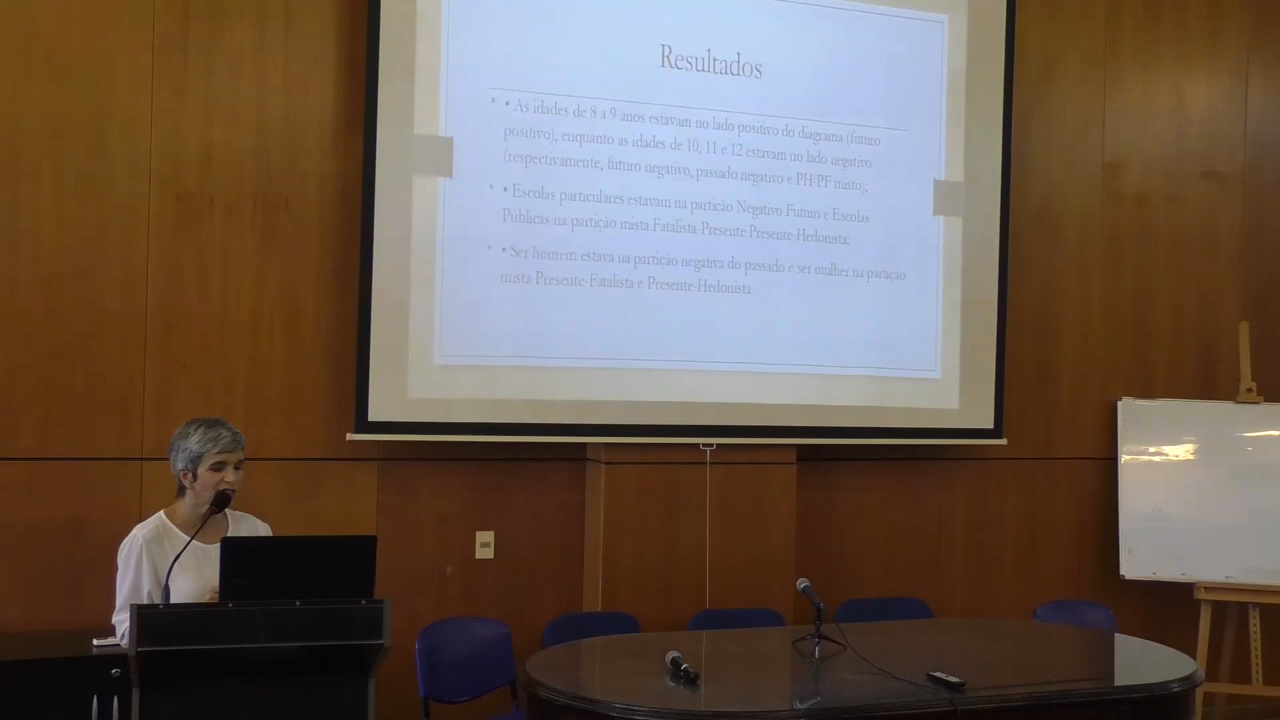 Resultados
• • As idades de 8 a 9 anos estavam no lado positivo do diagrama (futuro
positivo), enquanto as idades de 10, 11 e 12 estavam no lado negativo
(respectivamente, futuro negativo, passado negativo e PH-PF misto);
• • Escolas particulares estavam na partição Negativo Futuro e Escolas
Públicas na partição mista Fatalista-Presente Presente-Hedonista;
• • Ser homem estava na partição negativa do passado e ser mulher na partição
mista Presente-Fatalista e Presente-Hedonista